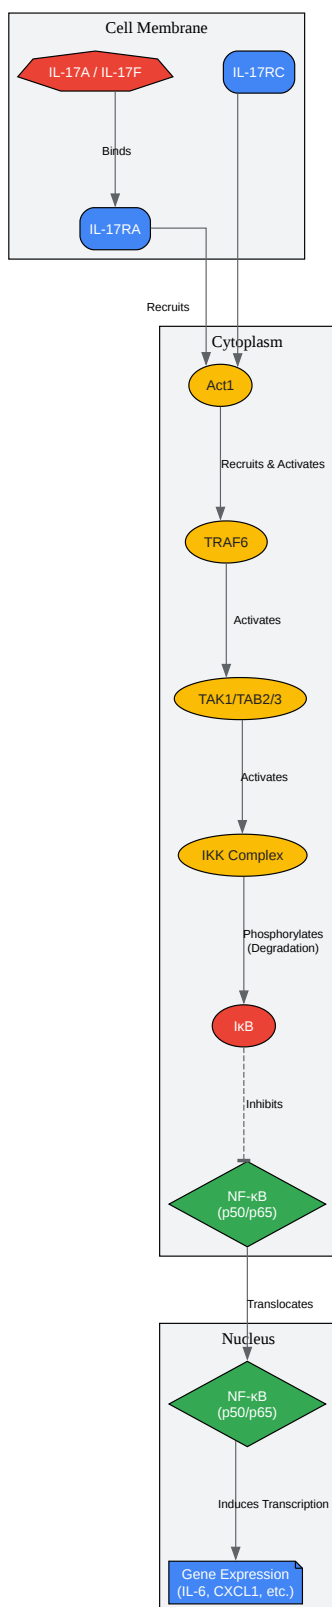 Cell Membrane
IL-17A / IL-17F
IL-17RC
Binds
IL-17RA
Recruits
Cytoplasm
Act1
Recruits & Activates
TRAF6
Activates
TAK1/TAB2/3
Activates
IKK Complex
Phosphorylates
(Degradation)
IκB
Inhibits
NF-κB
(p50/p65)
Translocates
Nucleus
NF-κB
(p50/p65)
Induces Transcription
Gene Expression
(IL-6, CXCL1, etc.)